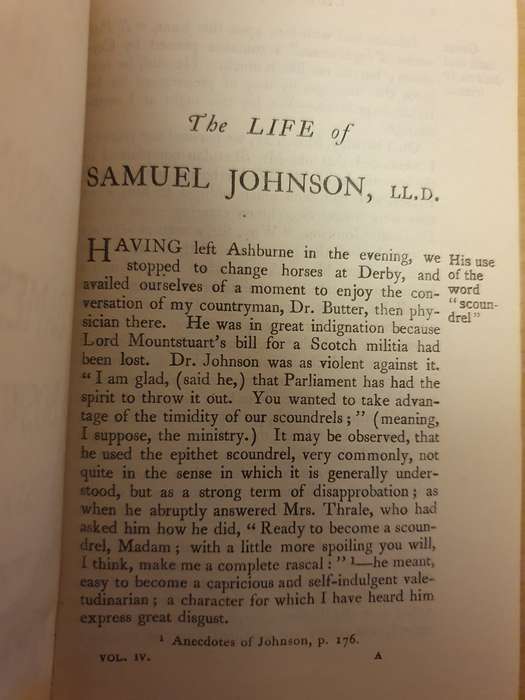 The LIFE of
SAMUEL JOHNSON, LL.D.
HAVING left Ashburne in the evening, we
stopped to change horses at Derby, and
availed ourselves of a moment to enjoy the con-
versation of my countryman, Dr. Butter, then phy-
sician there. He was in great indignation because
Lord Mountstuart's bill for a Scotch militia had
been lost. Dr. Johnson was as violent against it.
“I am glad, (said he,) that Parliament has had the
spirit to throw it out. You wanted to take advan-
tage of the timidity of our scoundrels;” (meaning,
I suppose, the ministry.) It may be observed, that
he used the epithet scoundrel, very commonly, not
quite in the sense in which it is generally under-
stood, but as a strong term of disapprobation; as
when he abruptly answered Mrs. Thrale, who had
asked him how he did, “Ready to become a scoun-
drel, Madam; with a little more spoiling you will,
I think, make me a complete rascal:”¹—he meant,
easy to become a capricious and self-indulgent vale-
tudinarian; a character for which I have heard him
express great disgust.
His use
of the
word
“scoun-
drel”
¹ Anecdotes of Johnson, p. 176.
VOL. IV. A